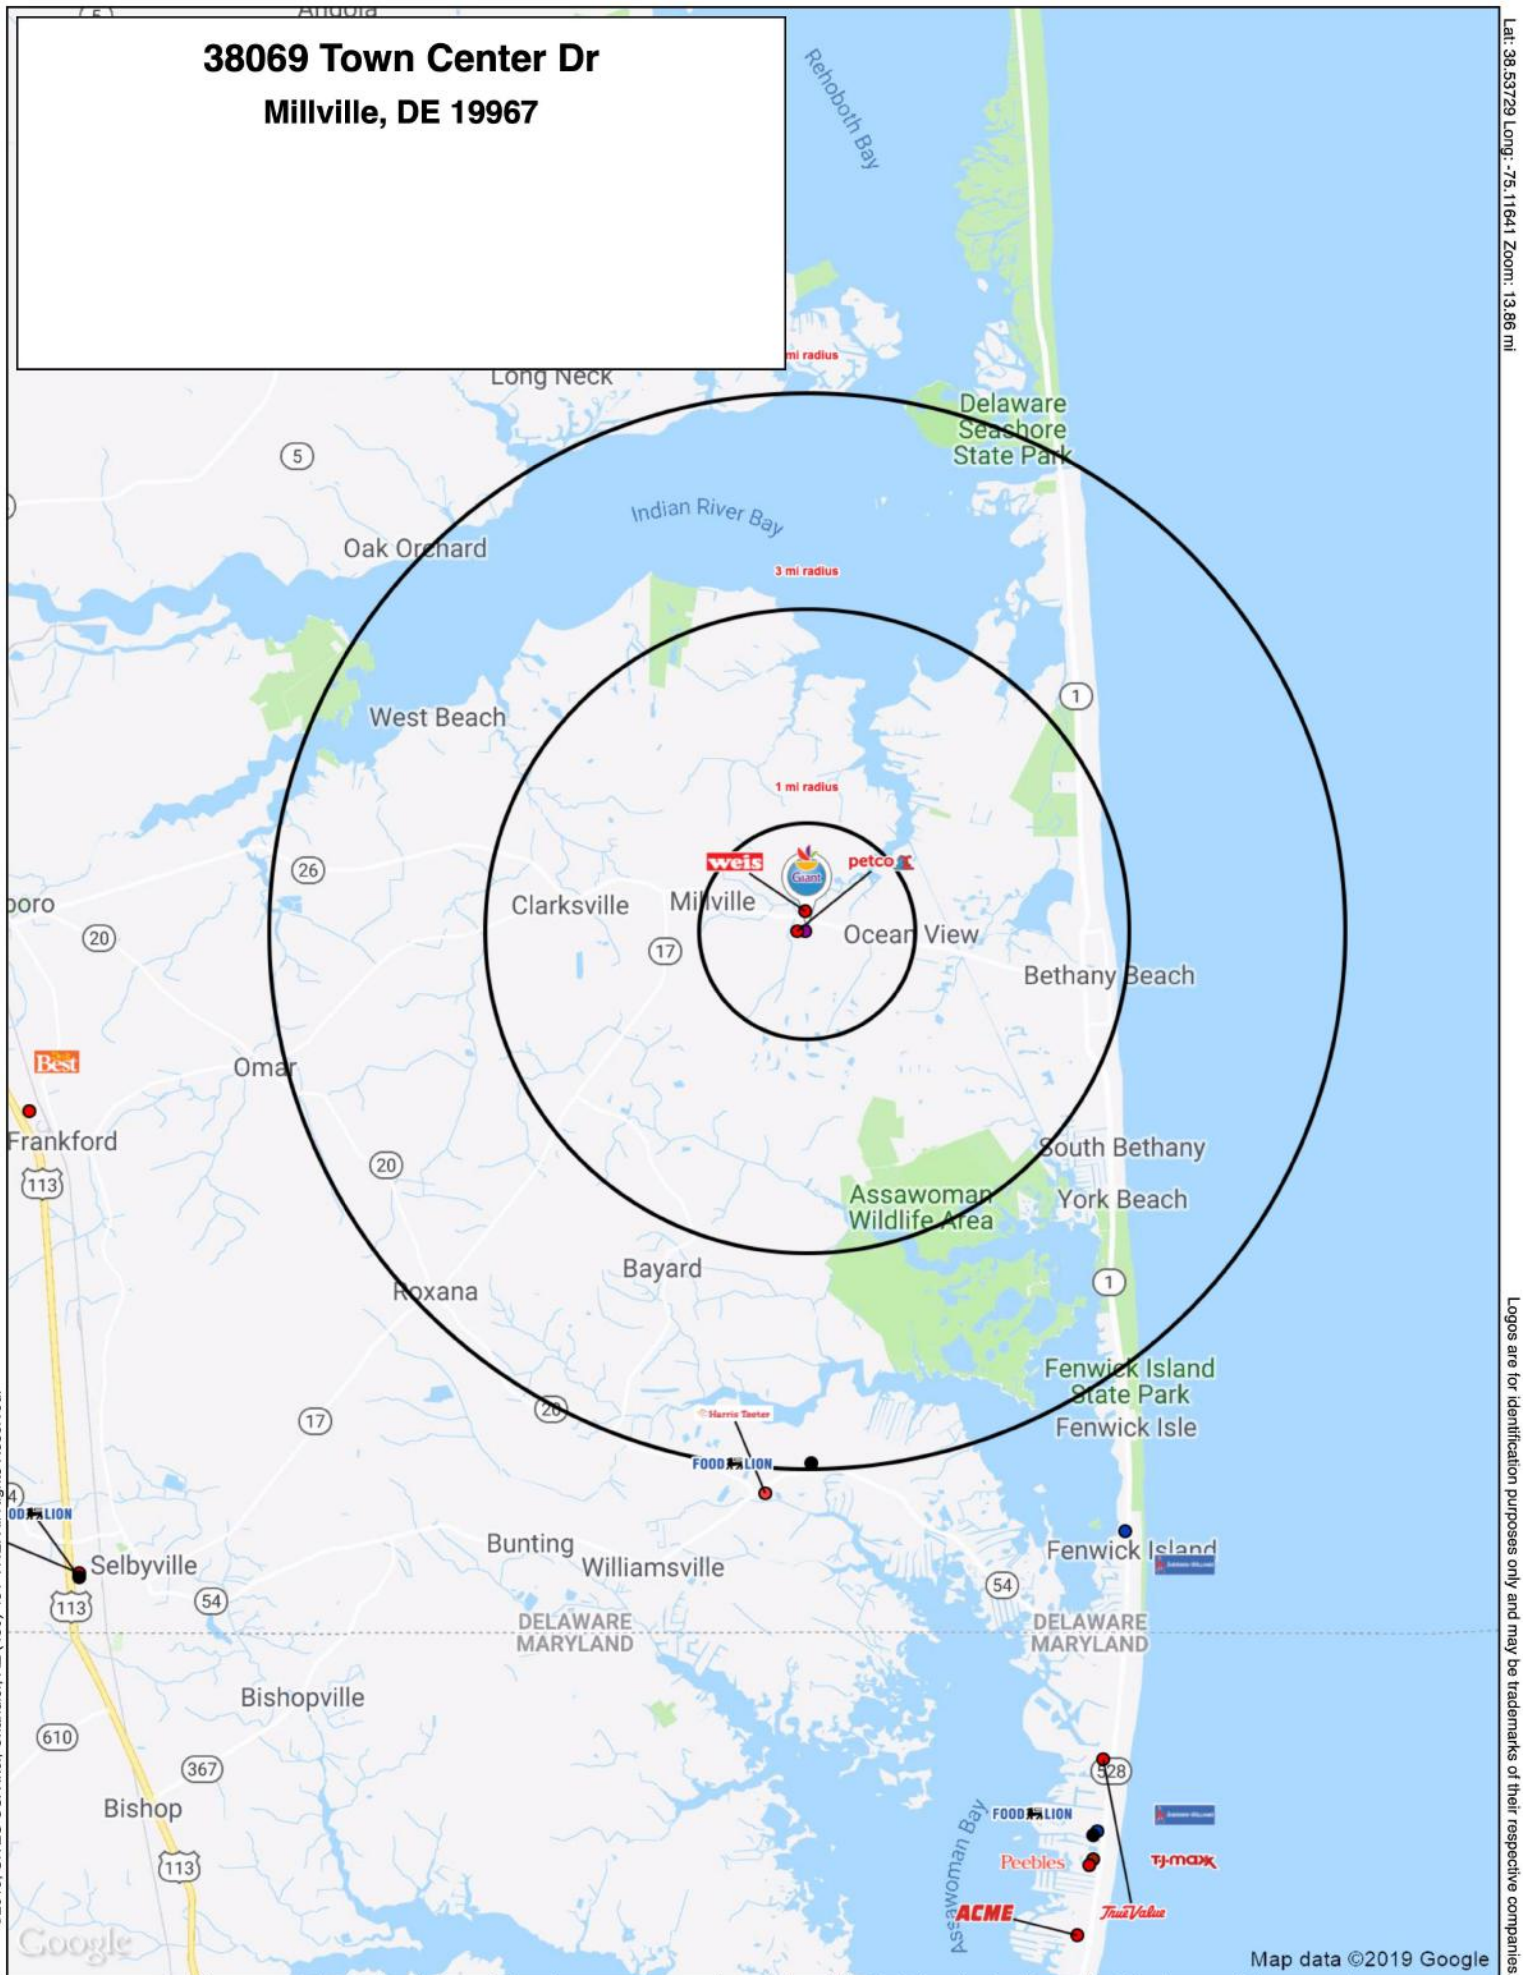 38069 Town Center Dr
Millville, DE 19967
Lat: 38.53729 Long: -75.11641 Zoom: 13.86 mi
Rehoboth Bay
mi radius
Long Neck
Delaware
Seashore
State Park
5
Indian River Bay
Oak Orchard
3 mi radius
1
West Beach
1 mi radius
weis
Giant
petco
26
Clarksville
Millville
boro
20
Ocean View
17
Bethany Beach
Best
Omar
Frankford
South Bethany
20
113
Assawoman
Wildlife Area
York Beach
Bayard
1
Roxana
Fenwick Island
State Park
20
Harris Teeter
17
Fenwick Isle
FOOD LION
4
OD LION
Bunting
Fenwick Island
Selbyville
Williamsville
54
54
113
DELAWARE
MARYLAND
DELAWARE
MARYLAND
Bishopville
610
367
528
Bishop
Assawoman Bay
FOOD LION
Peebles
T·J·maxx
113
ACME
True Value
Google
Map data ©2019 Google
Logos are for identification purposes only and may be trademarks of their respective companies.